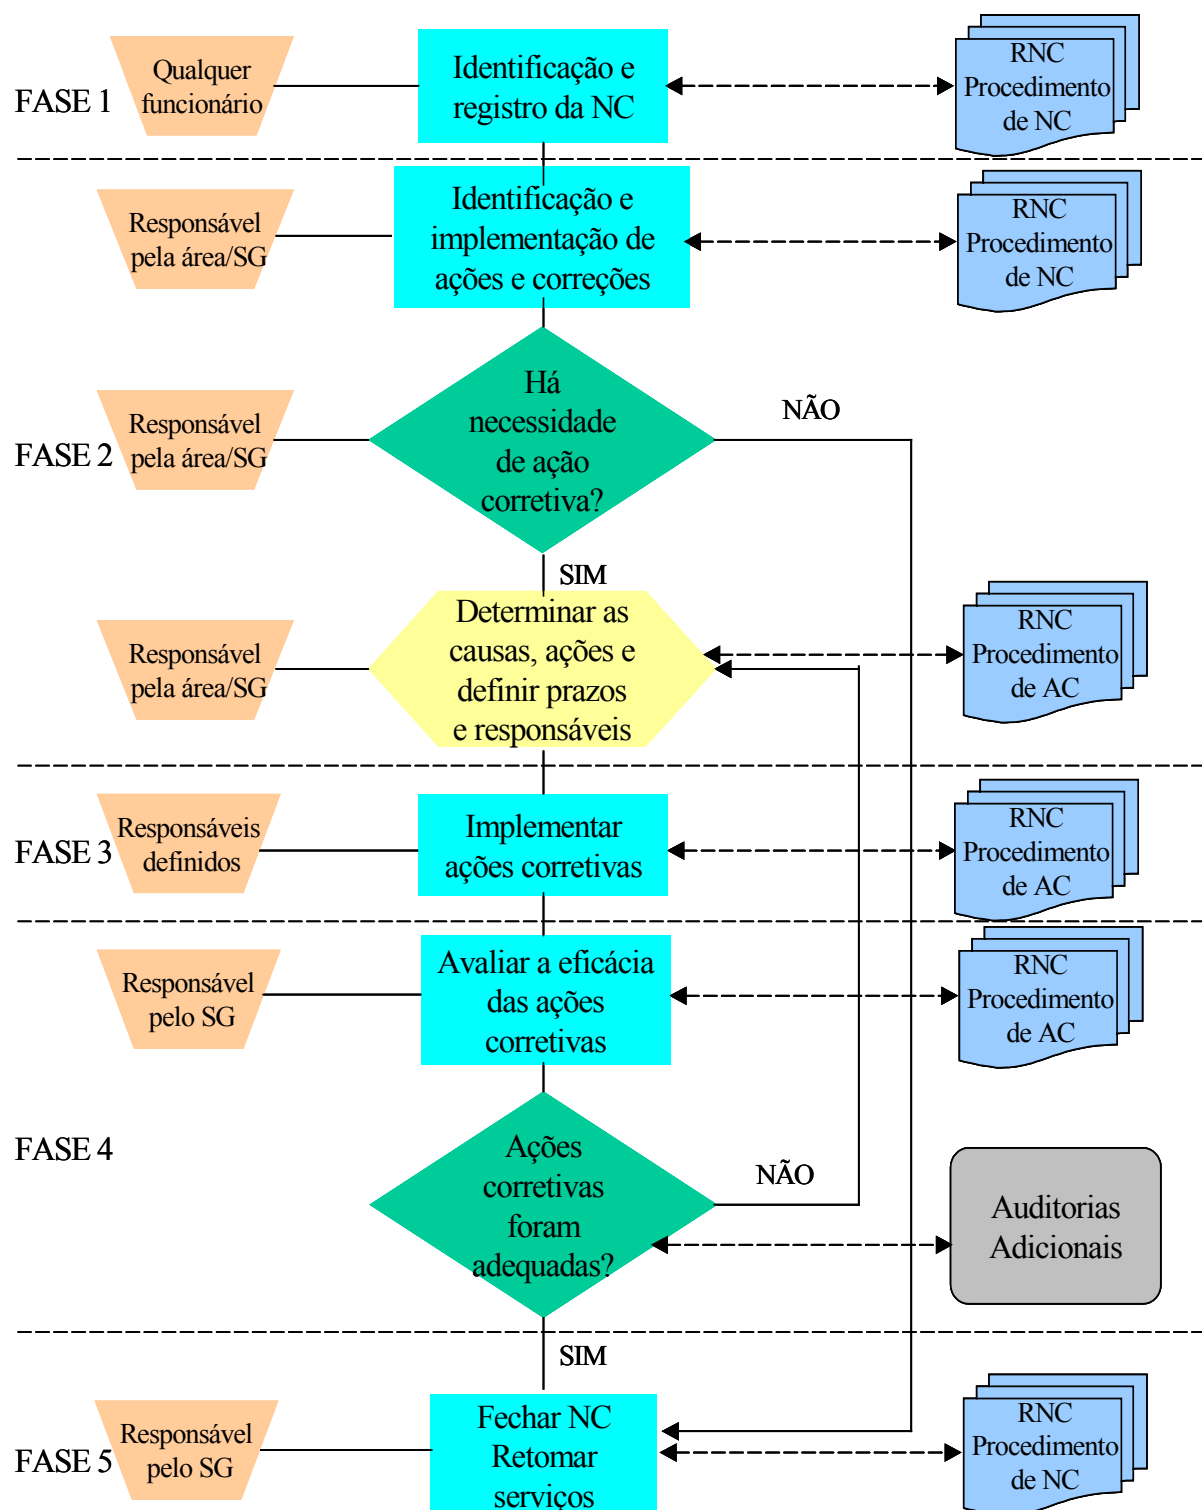 FASE 1
Qualquer
funcionário
Identificação e
registro da NC
RNC
Procedimento
de NC
Responsável
pela área/SG
Identificação e
implementação de
ações e correções
RNC
Procedimento
de NC
FASE 2
Responsável
pela área/SG
Há
necessidade
de ação
corretiva?
NÃO
SIM
Responsável
pela área/SG
Determinar as
causas, ações e
definir prazos
e responsáveis
RNC
Procedimento
de AC
FASE 3
Responsáveis
definidos
Implementar
ações corretivas
RNC
Procedimento
de AC
Responsável
pelo SG
Avaliar a eficácia
das ações
corretivas
RNC
Procedimento
de AC
FASE 4
Ações
corretivas
foram
adequadas?
NÃO
Auditorias
Adicionais
SIM
FASE 5
Responsável
pelo SG
Fechar NC
Retomar
serviços
RNC
Procedimento
de NC